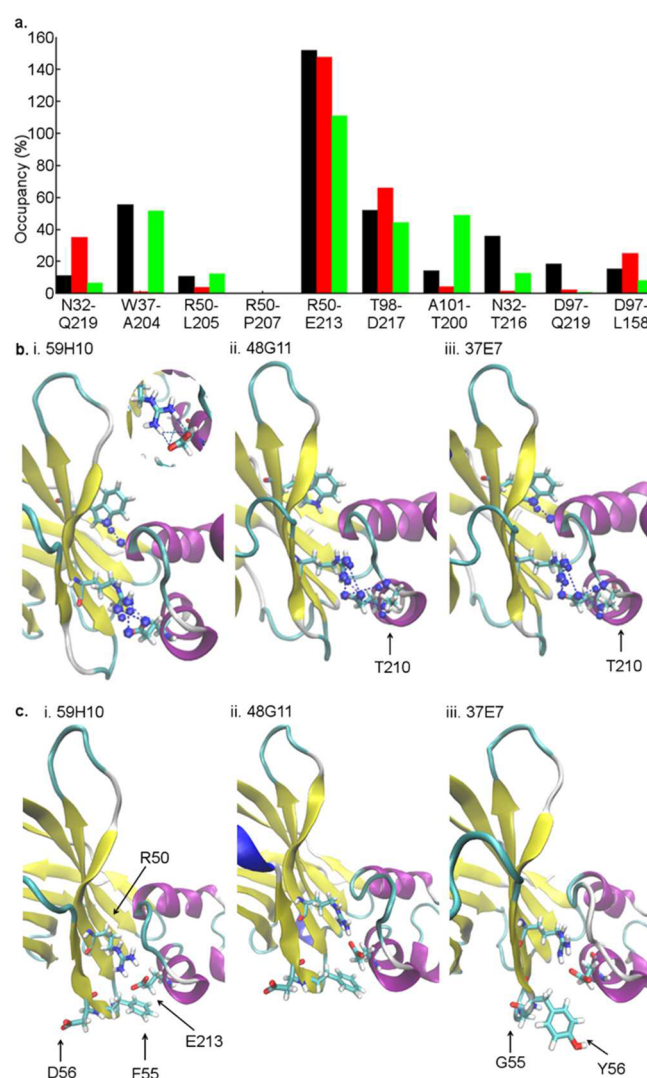 a.
160
140
120
100
80
60
40
20
0
Occupancy (%)
N32- W37- R50- R50- R50- T98- A101- N32- D97- D97-
Q219 A204 L205 P207 E213 D217 T200 T216 Q219 L158
b. i. 59H10 ii. 48G11 iii. 37E7
T210 T210
c. i. 59H10 ii. 48G11 iii. 37E7
R50
E213
D56 F55 G55 Y56